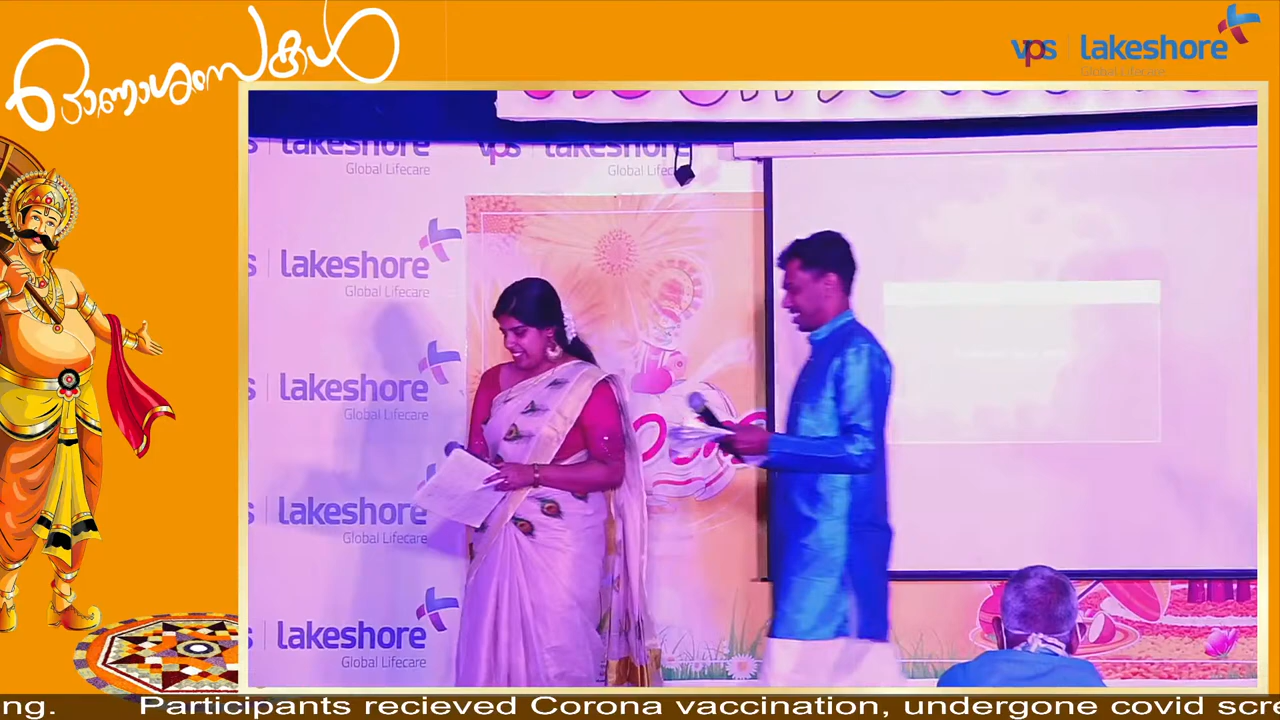 ഓണാശംസകൾ
vps | lakeshore
Global Lifecare
lakeshore
Global Lifecare
vps | lakeshore
Global Lifecare
s | lakeshore
Global Lifecare
s | lakeshore
Global Lifecare
s | lakeshore
Global Lifecare
s | lakeshore
Global Lifecare
ng. Participants recieved Corona vaccination, undergone covid scre